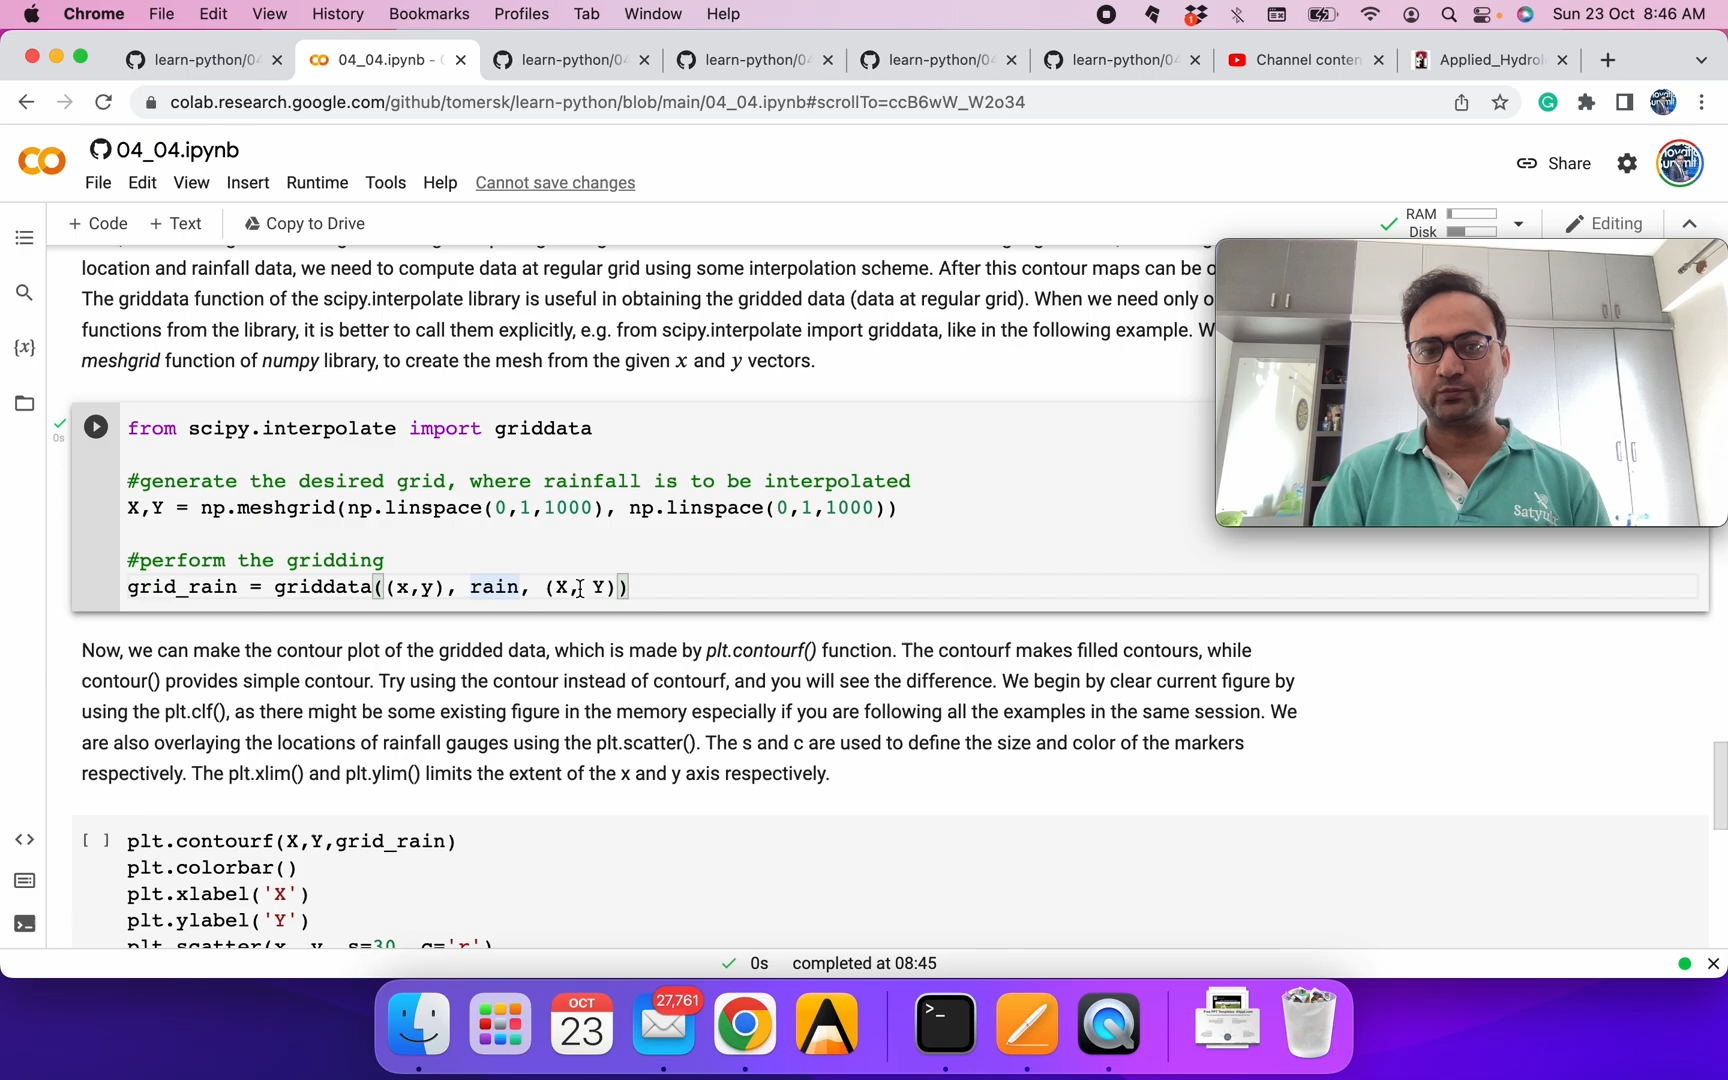 Chrome File Edit View History Bookmarks Profiles Tab Window Help Sun 23 Oct 8:46 AM
learn-python/04 04_04.ipynb - learn-python/04 learn-python/04 learn-python/04 learn-python/04 Channel conten Applied_Hydrol
colab.research.google.com/github/tomersk/learn-python/blob/main/04_04.ipynb#scrollTo=ccB6wW_W2o34
04_04.ipynb
Share
File Edit View Insert Runtime Tools Help Cannot save changes
+ Code + Text Copy to Drive
RAM
Disk
Editing
location and rainfall data, we need to compute data at regular grid using some interpolation scheme. After this contour maps can be o
The griddata function of the scipy.interpolate library is useful in obtaining the gridded data (data at regular grid). When we need only o
functions from the library, it is better to call them explicitly, e.g. from scipy.interpolate import griddata, like in the following example. W
meshgrid function of numpy library, to create the mesh from the given x and y vectors.
0s
from scipy.interpolate import griddata
#generate the desired grid, where rainfall is to be interpolated
X,Y = np.meshgrid(np.linspace(0,1,1000), np.linspace(0,1,1000))
#perform the gridding
grid_rain = griddata((x,y), rain, (X, Y))
Satyuk
Now, we can make the contour plot of the gridded data, which is made by plt.contourf() function. The contourf makes filled contours, while
contour() provides simple contour. Try using the contour instead of contourf, and you will see the difference. We begin by clear current figure by
using the plt.clf(), as there might be some existing figure in the memory especially if you are following all the examples in the same session. We
are also overlaying the locations of rainfall gauges using the plt.scatter(). The s and c are used to define the size and color of the markers
respectively. The plt.xlim() and plt.ylim() limits the extent of the x and y axis respectively.
[ ] plt.contourf(X,Y,grid_rain)
plt.colorbar()
plt.xlabel('X')
plt.ylabel('Y')
plt.scatter(x, y, s=30, c='r')
0s completed at 08:45
OCT
23
27,761